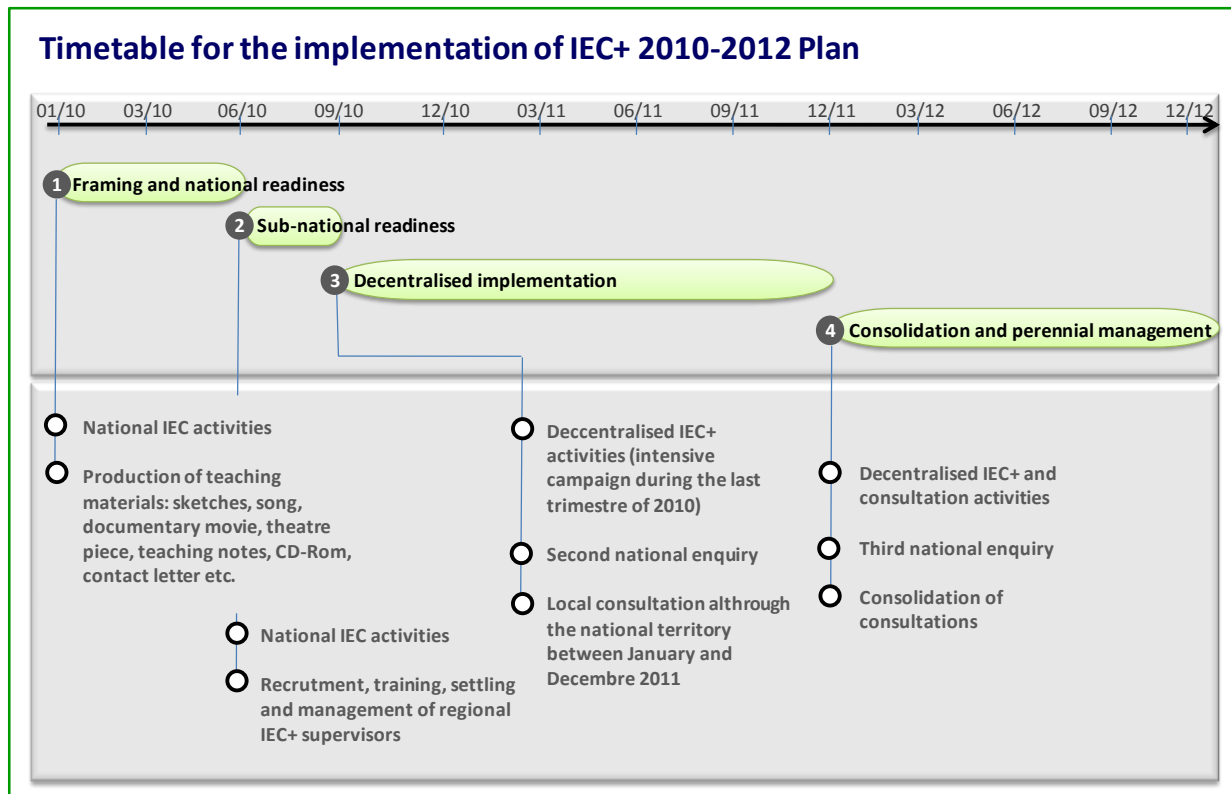 Timetable for the implementation of IEC+ 2010-2012 Plan
01/10 03/10 06/10 09/10 12/10 03/11 06/11 09/11 12/11 03/12 06/12 09/12 12/12
1 Framing and national readiness
2 Sub-national readiness
3 Decentralised implementation
4 Consolidation and perennial management
National IEC activities
Production of teaching
materials: sketches, song,
documentary movie, theatre
piece, teaching notes, CD-Rom,
contact letter etc.
National IEC activities
Recrutment, training, settling
and management of regional
IEC+ supervisors
Deccentralised IEC+
activities (intensive
campaign during the last
trimestre of 2010)
Second national enquiry
Local consultation althrough
the national territory
between January and
Decembre 2011
Decentralised IEC+ and
consultation activities
Third national enquiry
Consolidation of
consultations